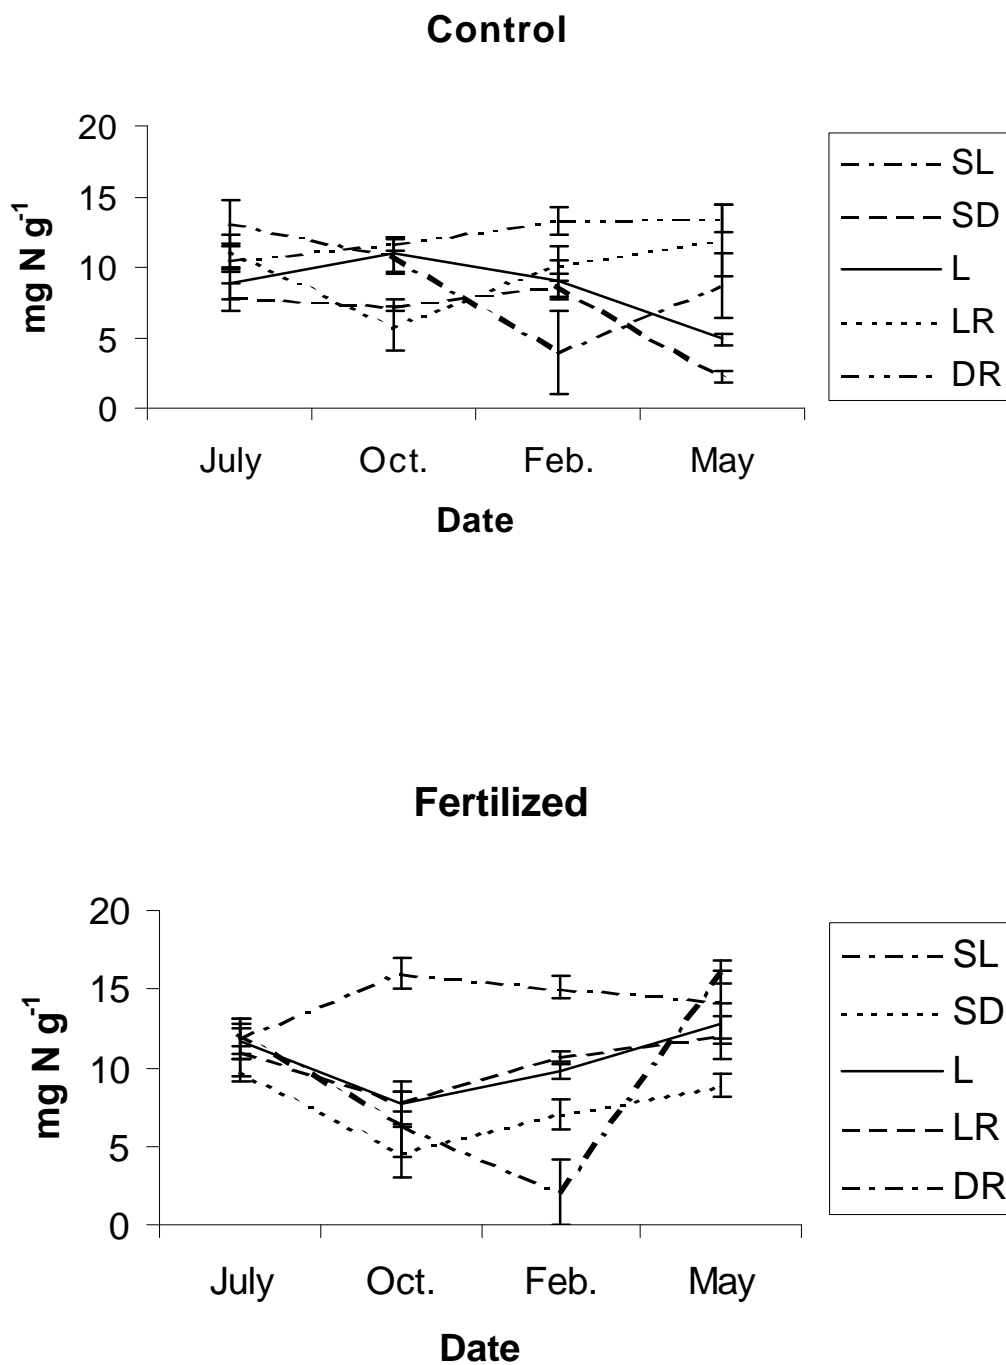 Control
20
15
10
5
0
mg N g-1
July Oct. Feb. May
Date
SL
SD
L
LR
DR
Fertilized
20
15
10
5
0
mg N g-1
July Oct. Feb. May
Date
SL
SD
L
LR
DR